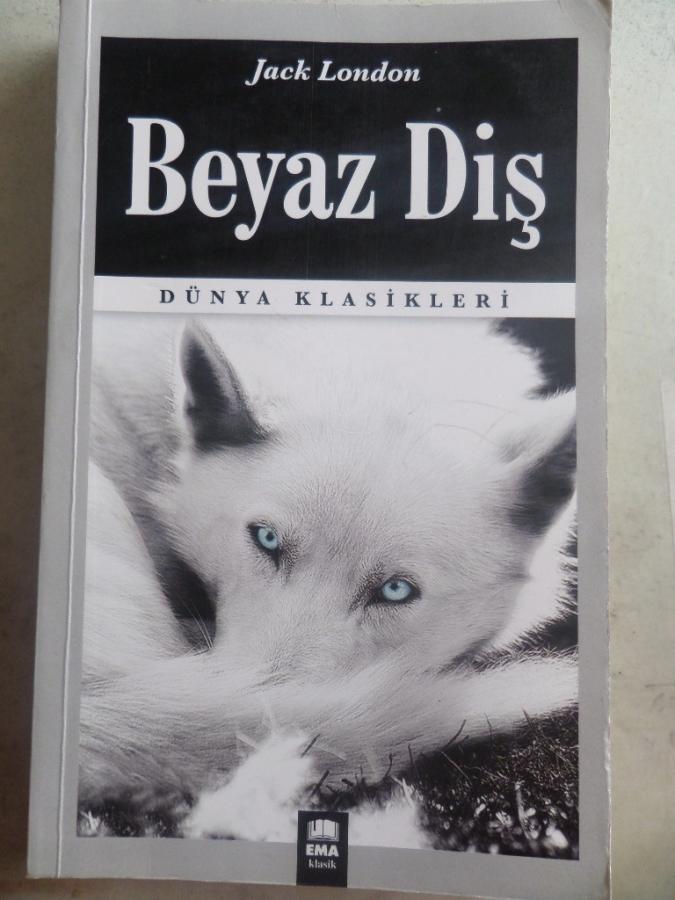 Jack London
Beyaz Diş
DÜNYA KLASİKLERİ
EMA
klasik